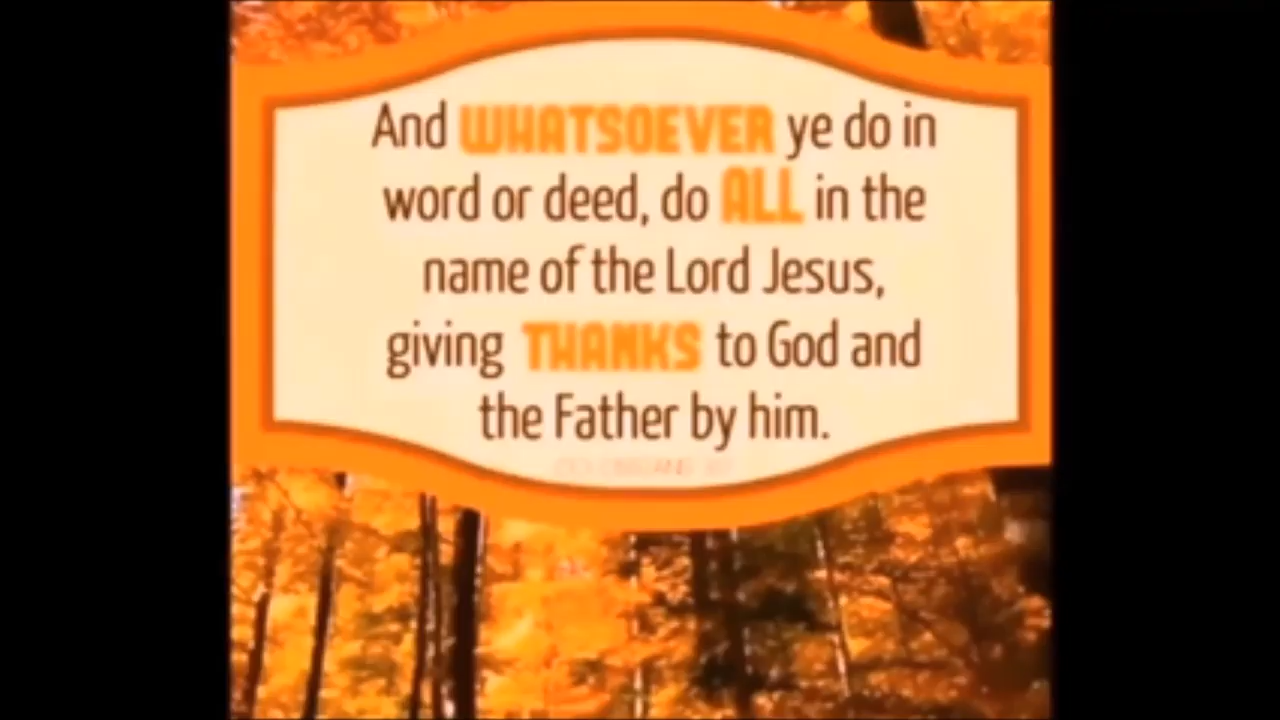 And WHATSOEVER ye do in
word or deed, do ALL in the
name of the Lord Jesus,
giving THANKS to God and
the Father by him.